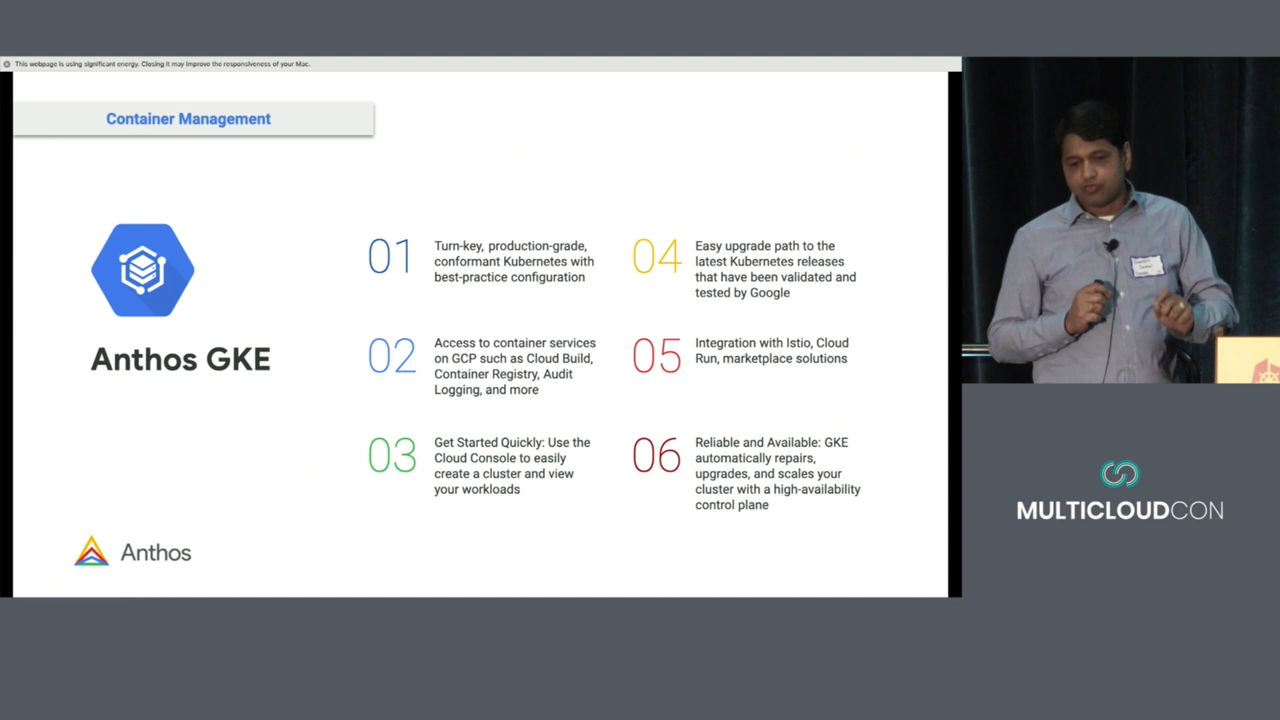 This webpage is using significant energy. Closing it may improve the responsiveness of your Mac.
Container Management
Anthos GKE
01
Turn-key, production-grade,
conformant Kubernetes with
best-practice configuration
02
Access to container services
on GCP such as Cloud Build,
Container Registry, Audit
Logging, and more
03
Get Started Quickly: Use the
Cloud Console to easily
create a cluster and view
your workloads
04
Easy upgrade path to the
latest Kubernetes releases
that have been validated and
tested by Google
05
Integration with Istio, Cloud
Run, marketplace solutions
06
Reliable and Available: GKE
automatically repairs,
upgrades, and scales your
cluster with a high-availability
control plane
Anthos
MULTICLOUDCON